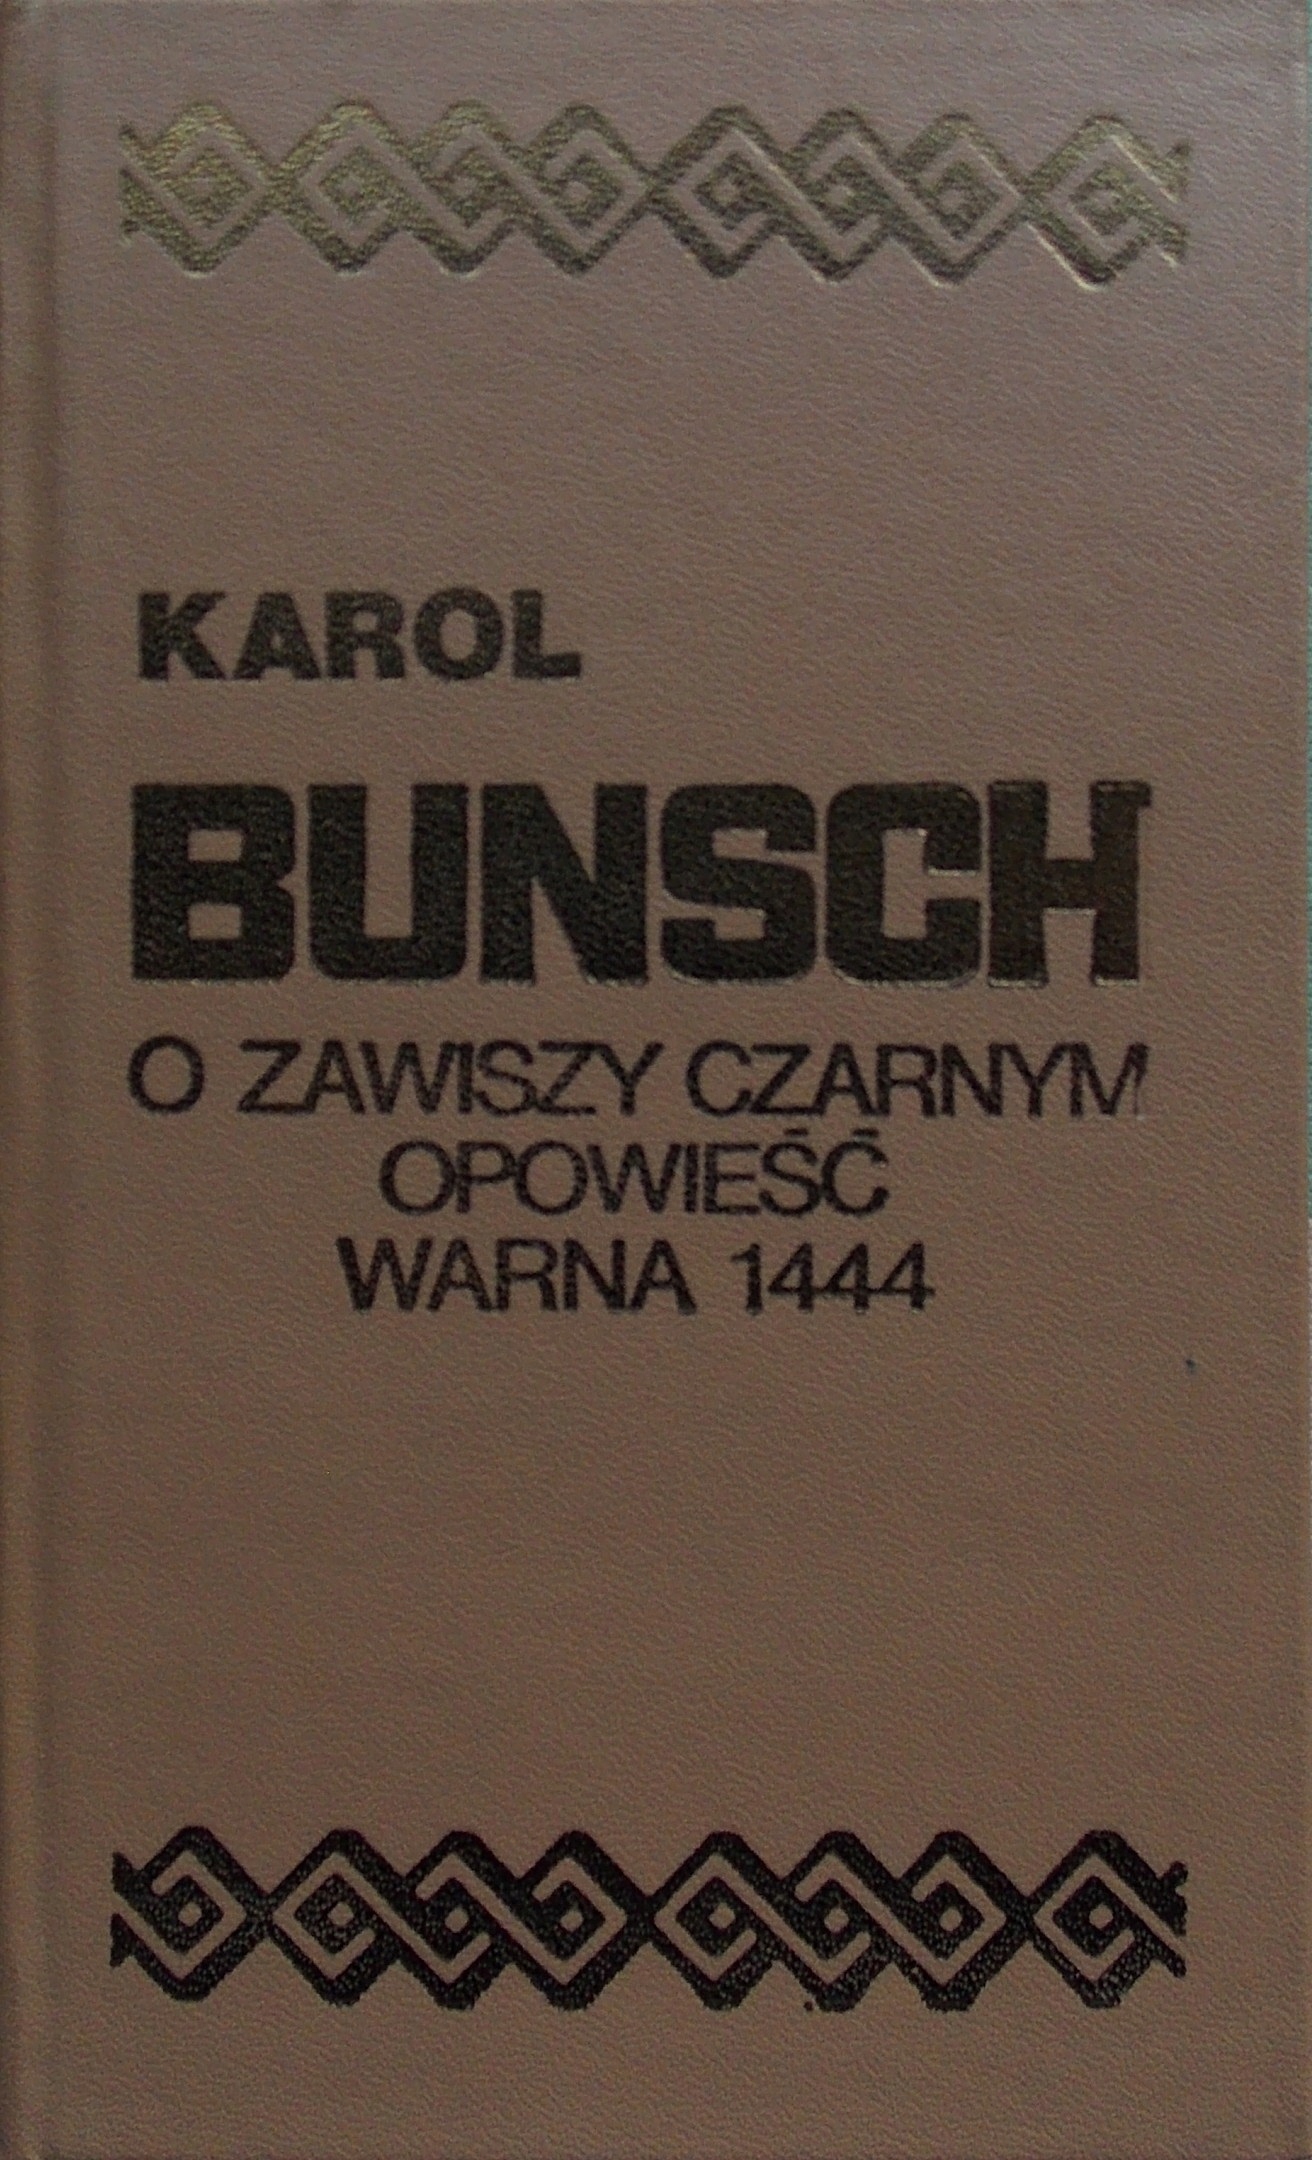 KAROL
BUNSCH
O ZAWISZY CZARNYM
OPOWIEŚĆ
WARNA 1444